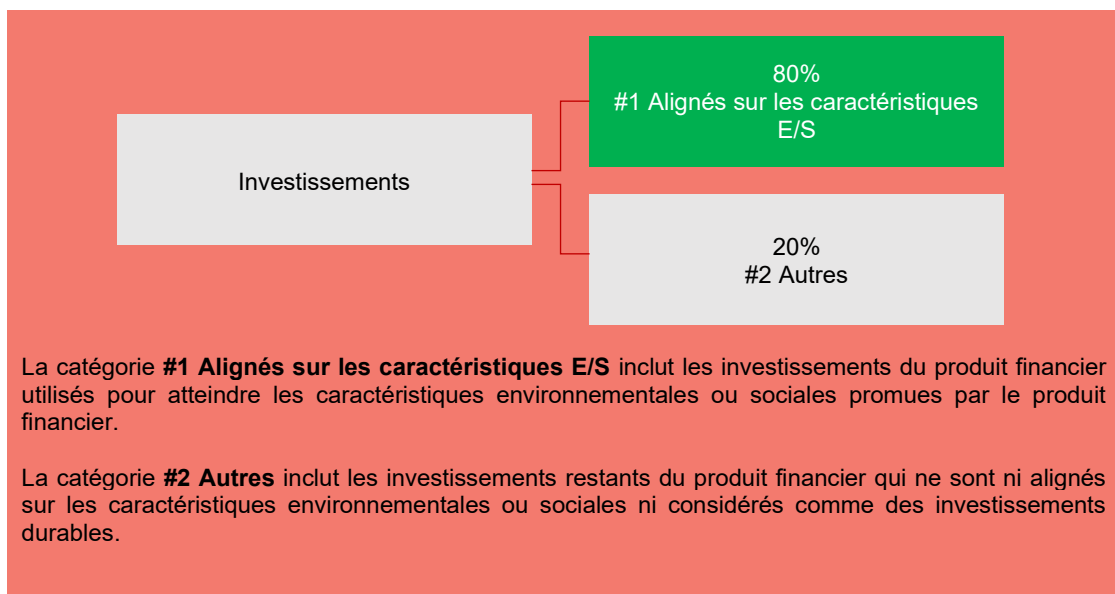 80%
#1 Alignés sur les caractéristiques
E/S
Investissements
20%
#2 Autres
La catégorie #1 Alignés sur les caractéristiques E/S inclut les investissements du produit financier
utilisés pour atteindre les caractéristiques environnementales ou sociales promues par le produit
financier.
La catégorie #2 Autres inclut les investissements restants du produit financier qui ne sont ni alignés
sur les caractéristiques environnementales ou sociales ni considérés comme des investissements
durables.